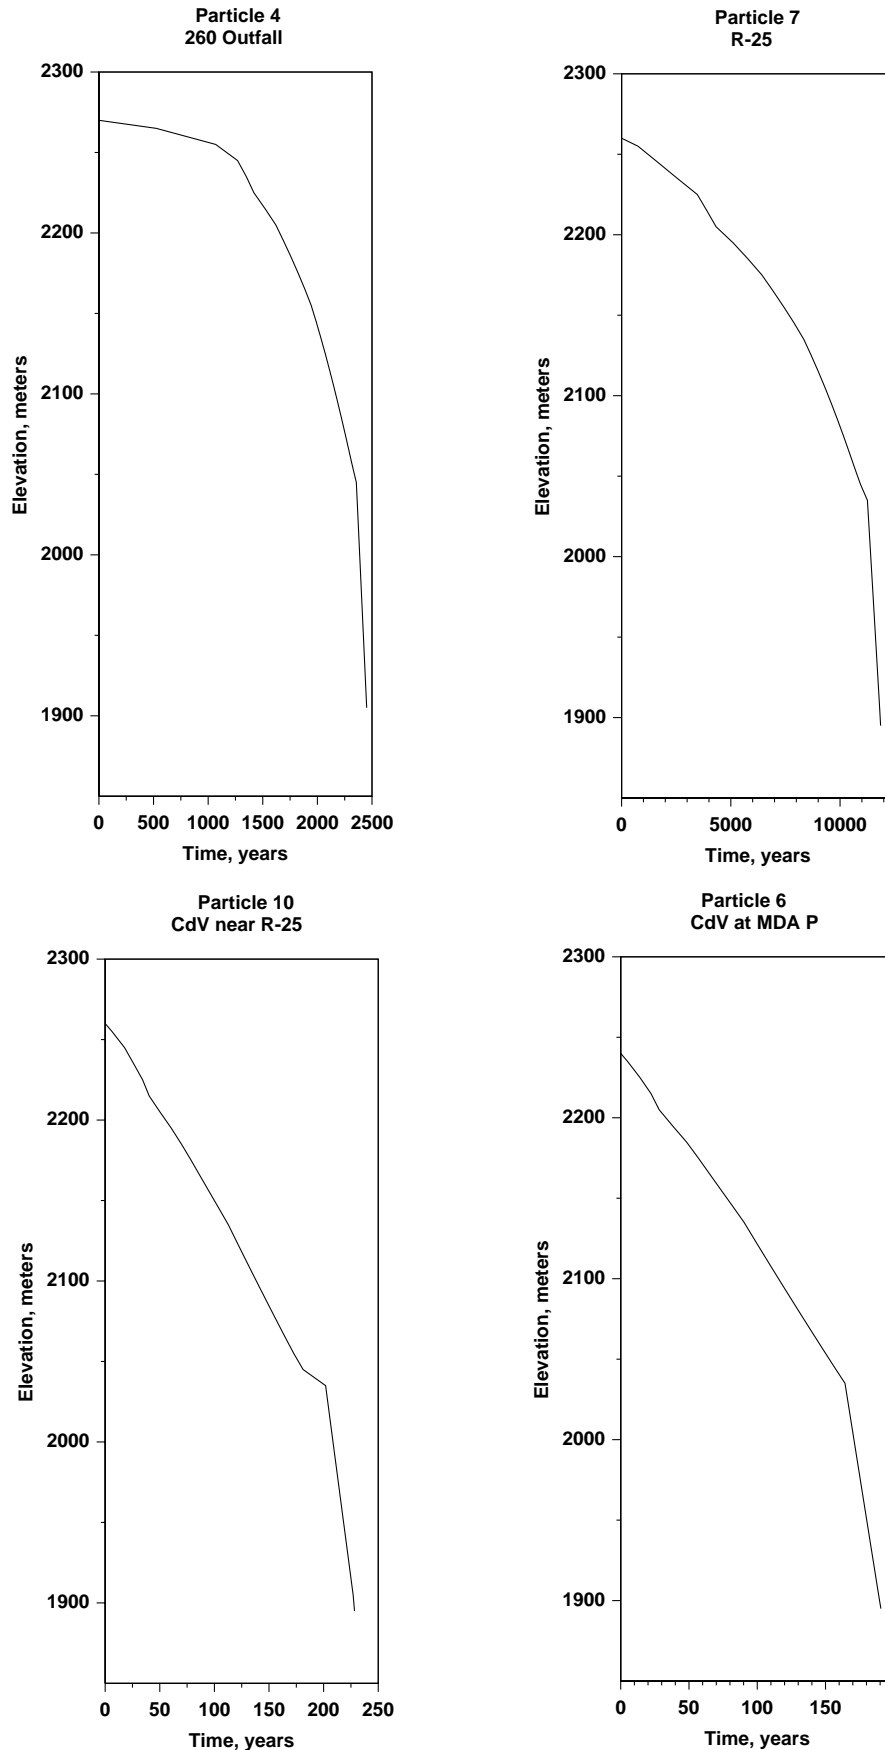 Particle 4
260 Outfall
2300
2200
2100
2000
1900
Elevation, meters
0 500 1000 1500 2000 2500
Time, years
Particle 7
R-25
2300
2200
2100
2000
1900
Elevation, meters
0 5000 10000
Time, years
Particle 10
CdV near R-25
2300
2200
2100
2000
1900
Elevation, meters
0 50 100 150 200 250
Time, years
Particle 6
CdV at MDA P
2300
2200
2100
2000
1900
Elevation, meters
0 50 100 150
Time, years